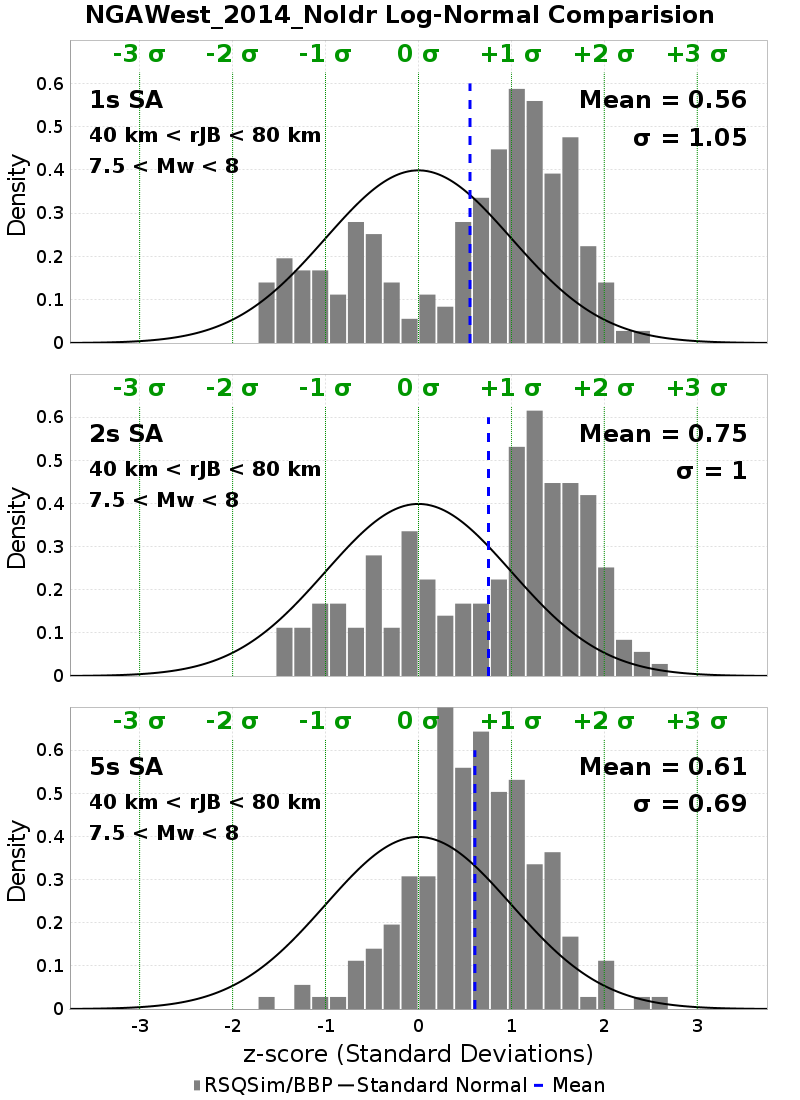 NGAWest_2014_NoIdr Log-Normal Comparision
-3 σ -2 σ -1 σ 0 σ +1 σ +2 σ +3 σ
1s SA
Mean = 0.56
40 km < rJB < 80 km
σ = 1.05
7.5 < Mw < 8
Density
0.6
0.5
0.4
0.3
0.2
0.1
0
-3 σ -2 σ -1 σ 0 σ +1 σ +2 σ +3 σ
2s SA
Mean = 0.75
40 km < rJB < 80 km
σ = 1
7.5 < Mw < 8
Density
0.6
0.5
0.4
0.3
0.2
0.1
0
-3 σ -2 σ -1 σ 0 σ +1 σ +2 σ +3 σ
5s SA
Mean = 0.61
40 km < rJB < 80 km
σ = 0.69
7.5 < Mw < 8
Density
0.6
0.5
0.4
0.3
0.2
0.1
0
-3 -2 -1 0 1 2 3
z-score (Standard Deviations)
RSQSim/BBP Standard Normal Mean